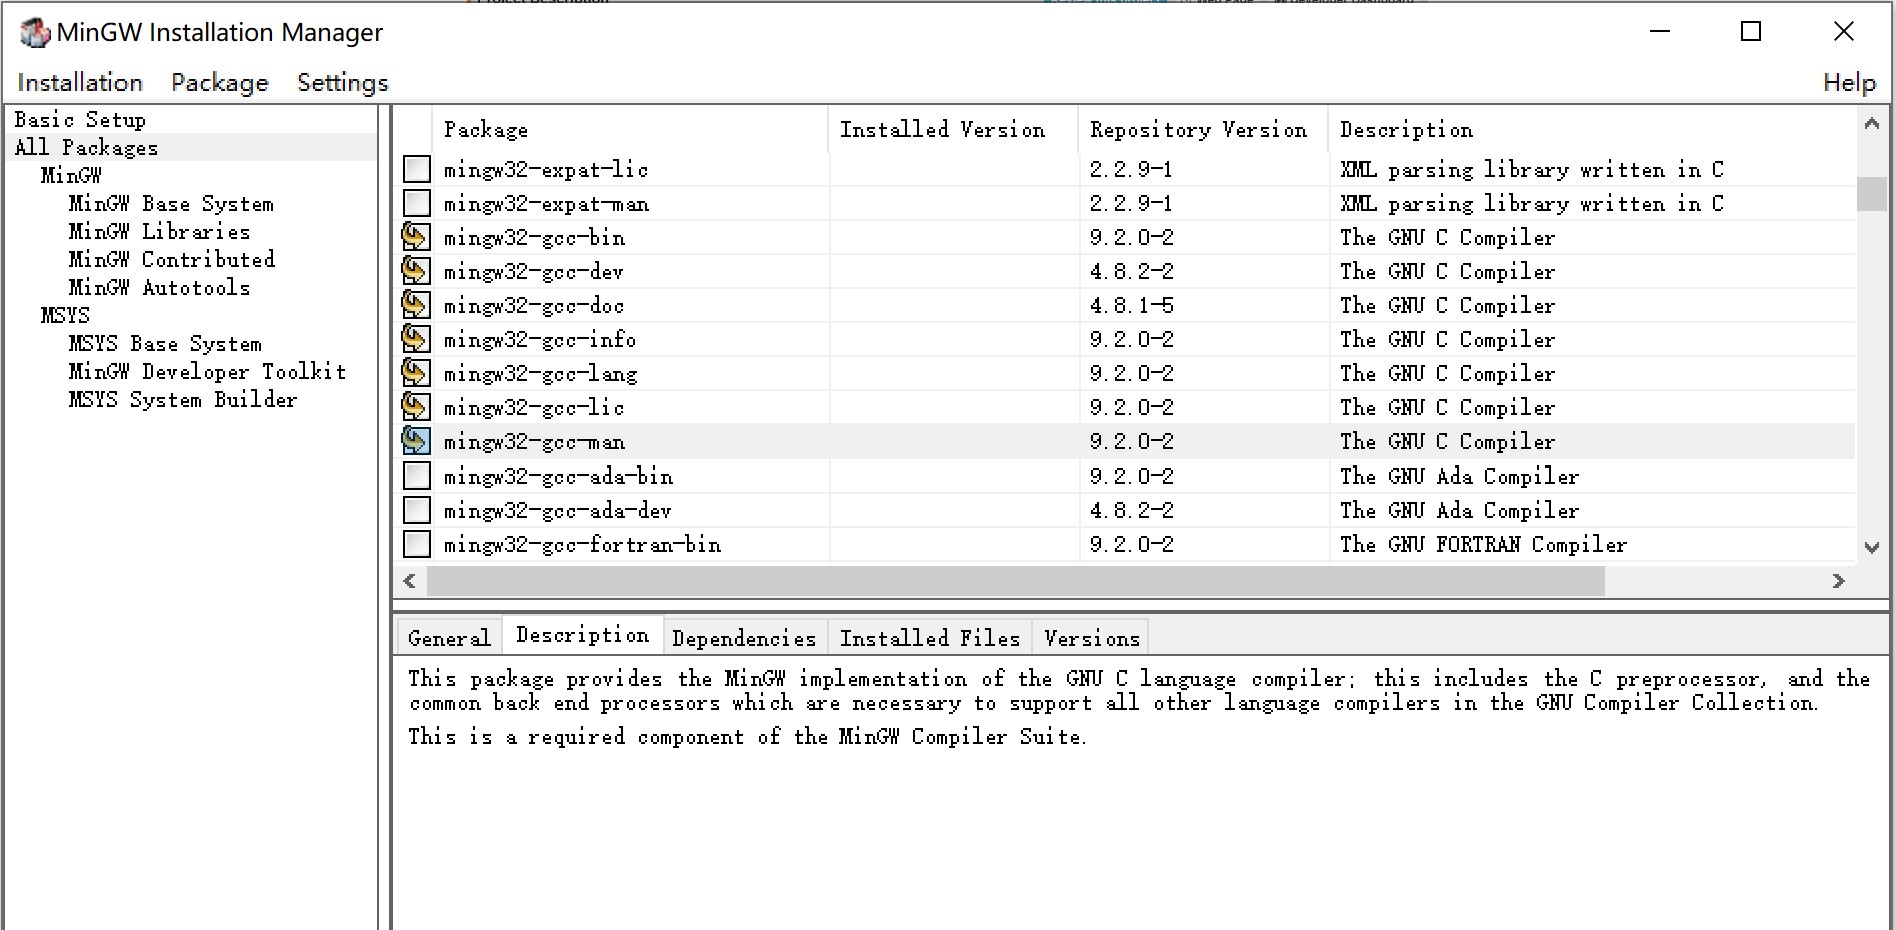 MinGW Installation Manager
Installation Package Settings Help
Basic Setup
All Packages
MinGW
MinGW Base System
MinGW Libraries
MinGW Contributed
MinGW Autotools
MSYS
MSYS Base System
MinGW Developer Toolkit
MSYS System Builder
Package Installed Version Repository Version Description
mingw32-expat-lic 2.2.9-1 XML parsing library written in C
mingw32-expat-man 2.2.9-1 XML parsing library written in C
mingw32-gcc-bin 9.2.0-2 The GNU C Compiler
mingw32-gcc-dev 4.8.2-2 The GNU C Compiler
mingw32-gcc-doc 4.8.1-5 The GNU C Compiler
mingw32-gcc-info 9.2.0-2 The GNU C Compiler
mingw32-gcc-lang 9.2.0-2 The GNU C Compiler
mingw32-gcc-lic 9.2.0-2 The GNU C Compiler
mingw32-gcc-man 9.2.0-2 The GNU C Compiler
mingw32-gcc-ada-bin 9.2.0-2 The GNU Ada Compiler
mingw32-gcc-ada-dev 4.8.2-2 The GNU Ada Compiler
mingw32-gcc-fortran-bin 9.2.0-2 The GNU FORTRAN Compiler
General Description Dependencies Installed Files Versions
This package provides the MinGW implementation of the GNU C language compiler; this includes the C preprocessor, and the
common back end processors which are necessary to support all other language compilers in the GNU Compiler Collection.
This is a required component of the MinGW Compiler Suite.